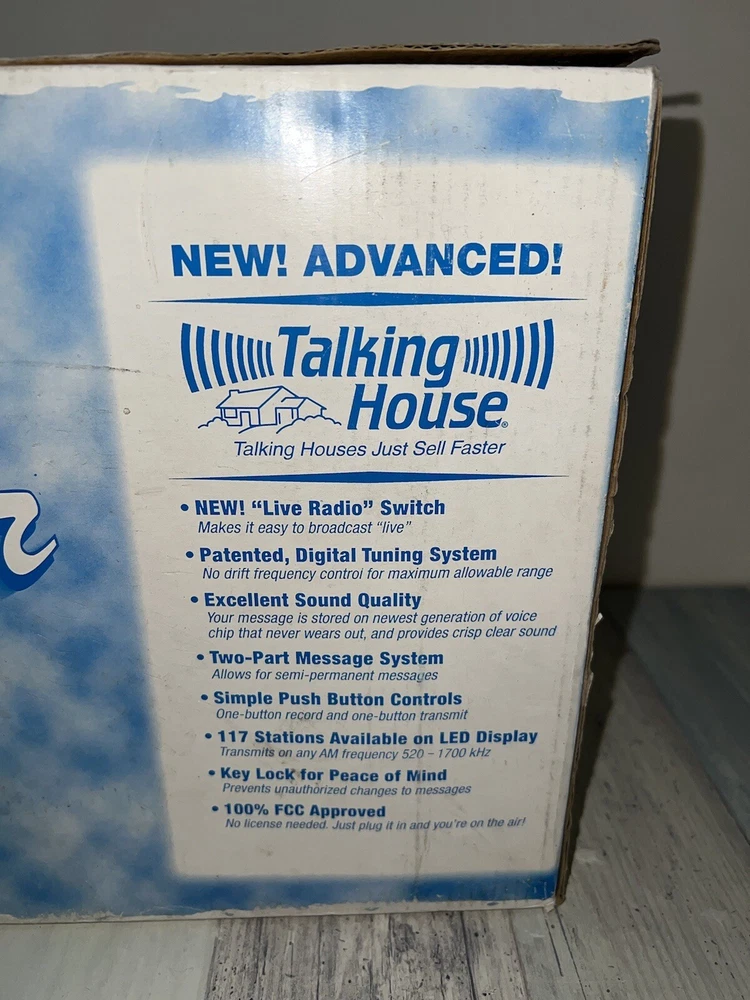 NEW! ADVANCED!
Talking
House®
Talking Houses Just Sell Faster
• NEW! “Live Radio” Switch
Makes it easy to broadcast “live”
• Patented, Digital Tuning System
No drift frequency control for maximum allowable range
• Excellent Sound Quality
Your message is stored on newest generation of voice
chip that never wears out, and provides crisp clear sound
• Two-Part Message System
Allows for semi-permanent messages
• Simple Push Button Controls
One-button record and one-button transmit
• 117 Stations Available on LED Display
Transmits on any AM frequency 520 – 1700 kHz
• Key Lock for Peace of Mind
Prevents unauthorized changes to messages
• 100% FCC Approved
No license needed. Just plug it in and you're on the air!